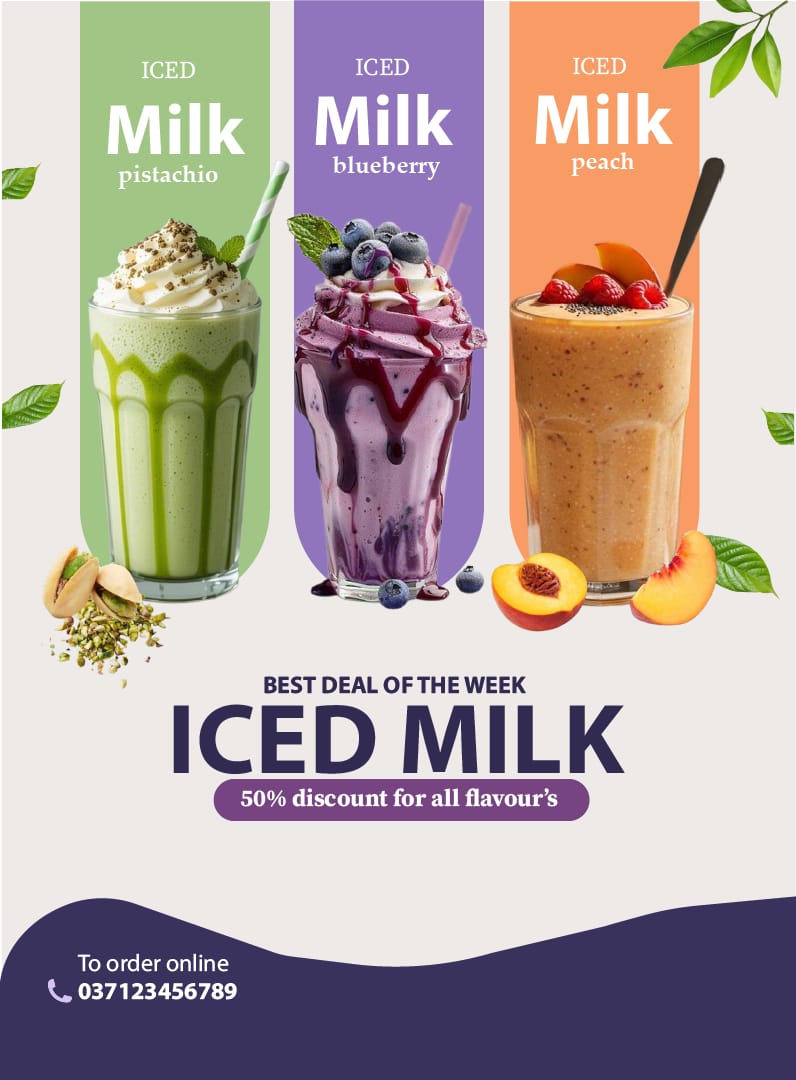 ICED
Milk
pistachio
ICED
Milk
blueberry
ICED
Milk
peach
BEST DEAL OF THE WEEK
ICED MILK
50% discount for all flavour’s
To order online
037123456789